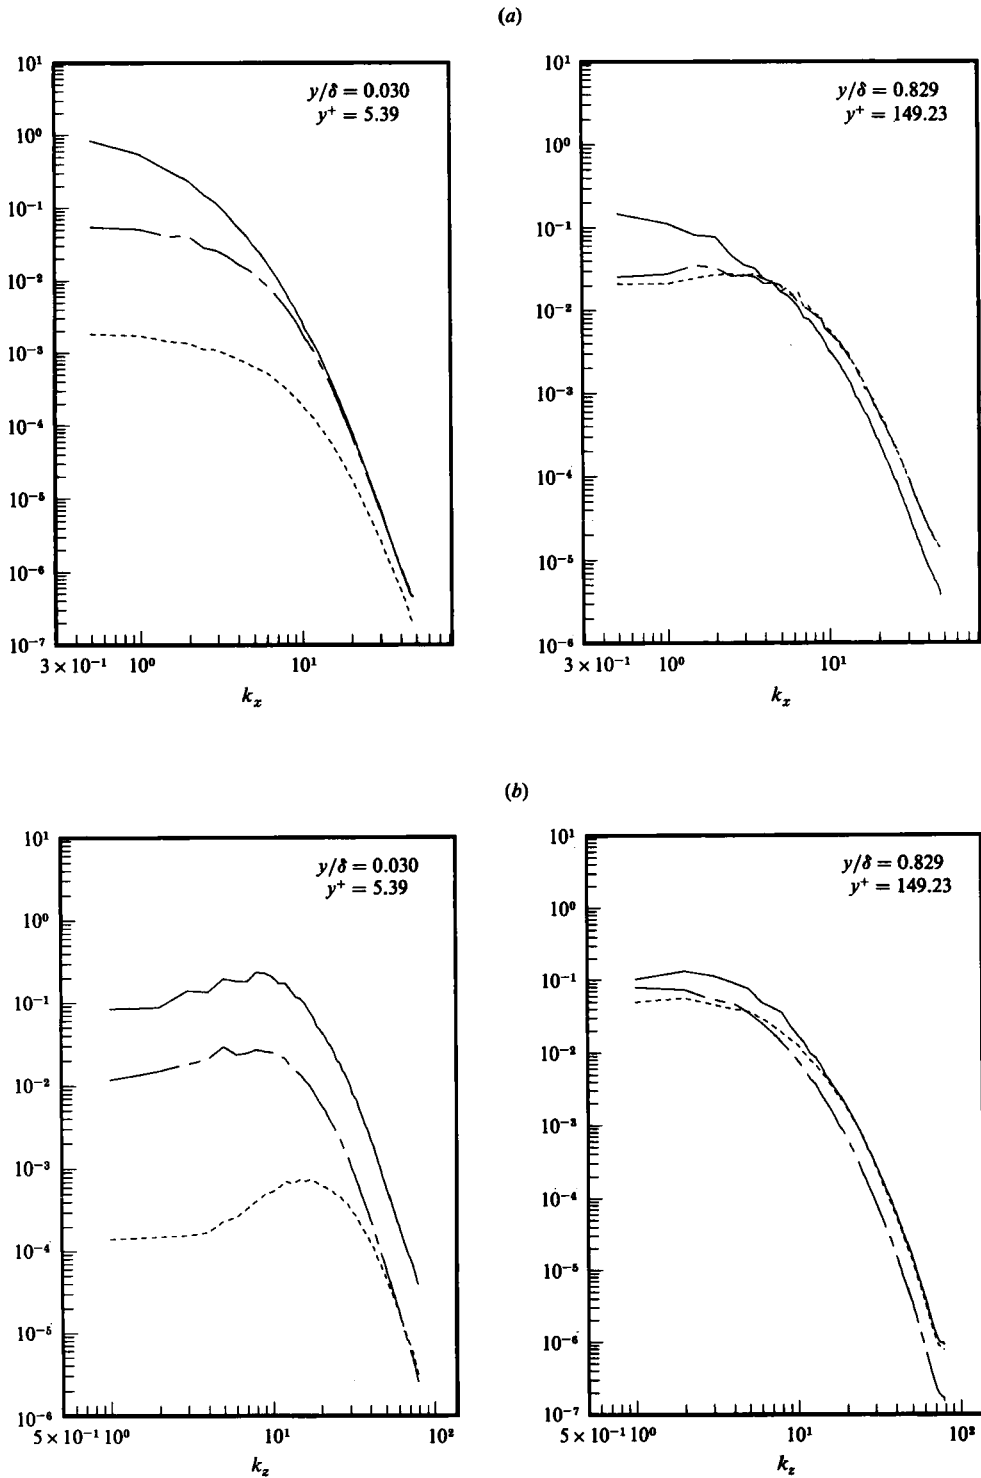 (a)
10¹
10⁰
10⁻¹
10⁻²
10⁻³
10⁻⁴
10⁻⁵
10⁻⁶
10⁻⁷
y/δ = 0.030
y⁺ = 5.39
3 × 10⁻¹ 10⁰ 10¹
kₓ
10¹
10⁰
10⁻¹
10⁻²
10⁻³
10⁻⁴
10⁻⁵
10⁻⁶
y/δ = 0.829
y⁺ = 149.23
3 × 10⁻¹ 10⁰ 10¹
kₓ
(b)
10¹
10⁰
10⁻¹
10⁻²
10⁻³
10⁻⁴
10⁻⁵
10⁻⁶
y/δ = 0.030
y⁺ = 5.39
5 × 10⁻¹ 10⁰ 10¹ 10²
k_z
10¹
10⁰
10⁻¹
10⁻²
10⁻³
10⁻⁴
10⁻⁵
10⁻⁶
10⁻⁷
y/δ = 0.829
y⁺ = 149.23
5 × 10⁻¹ 10⁰ 10¹ 10²
k_z